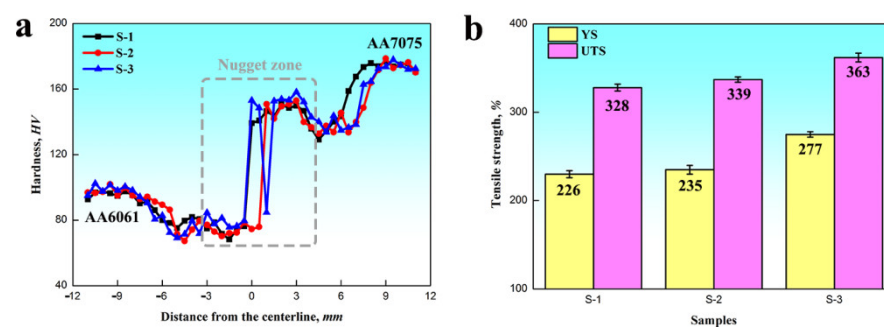 a
S-1
S-2
S-3
AA7075
Nugget zone
AA6061
Hardness, HV
200
160
120
80
40
-12 -9 -6 -3 0 3 6 9 12
Distance from the centerline, mm
b
YS
UTS
Tensile strength, %
400%
300%
200%
100%
226 328 235 339 277 363
S-1 S-2 S-3
Samples